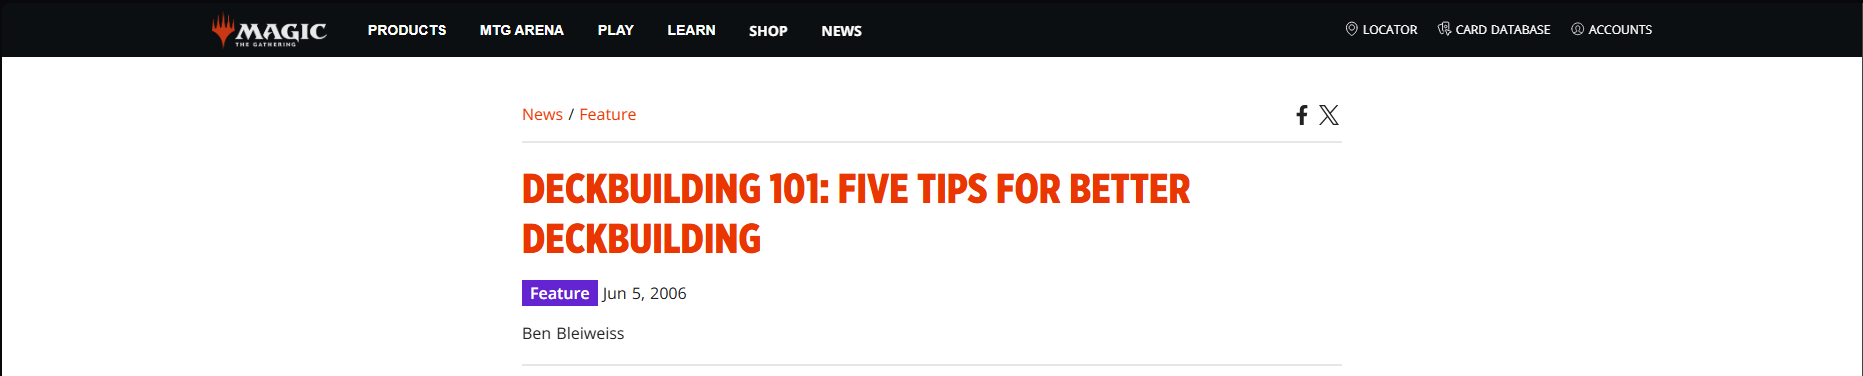 MAGIC
THE GATHERING
PRODUCTS MTG ARENA PLAY LEARN SHOP NEWS LOCATOR CARD DATABASE ACCOUNTS
News / Feature
DECKBUILDING 101: FIVE TIPS FOR BETTER
DECKBUILDING
Feature Jun 5, 2006
Ben Bleiweiss